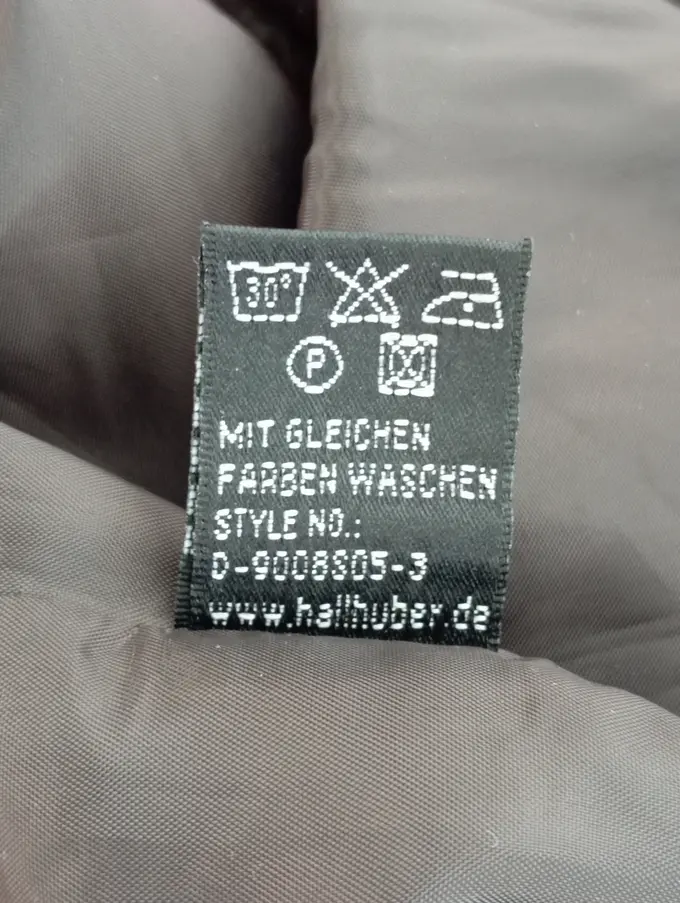 30°
P
MIT GLEICHEN
FARBEN WASCHEN
STYLE NO.:
0-9008805-3
www.hallhuber.de